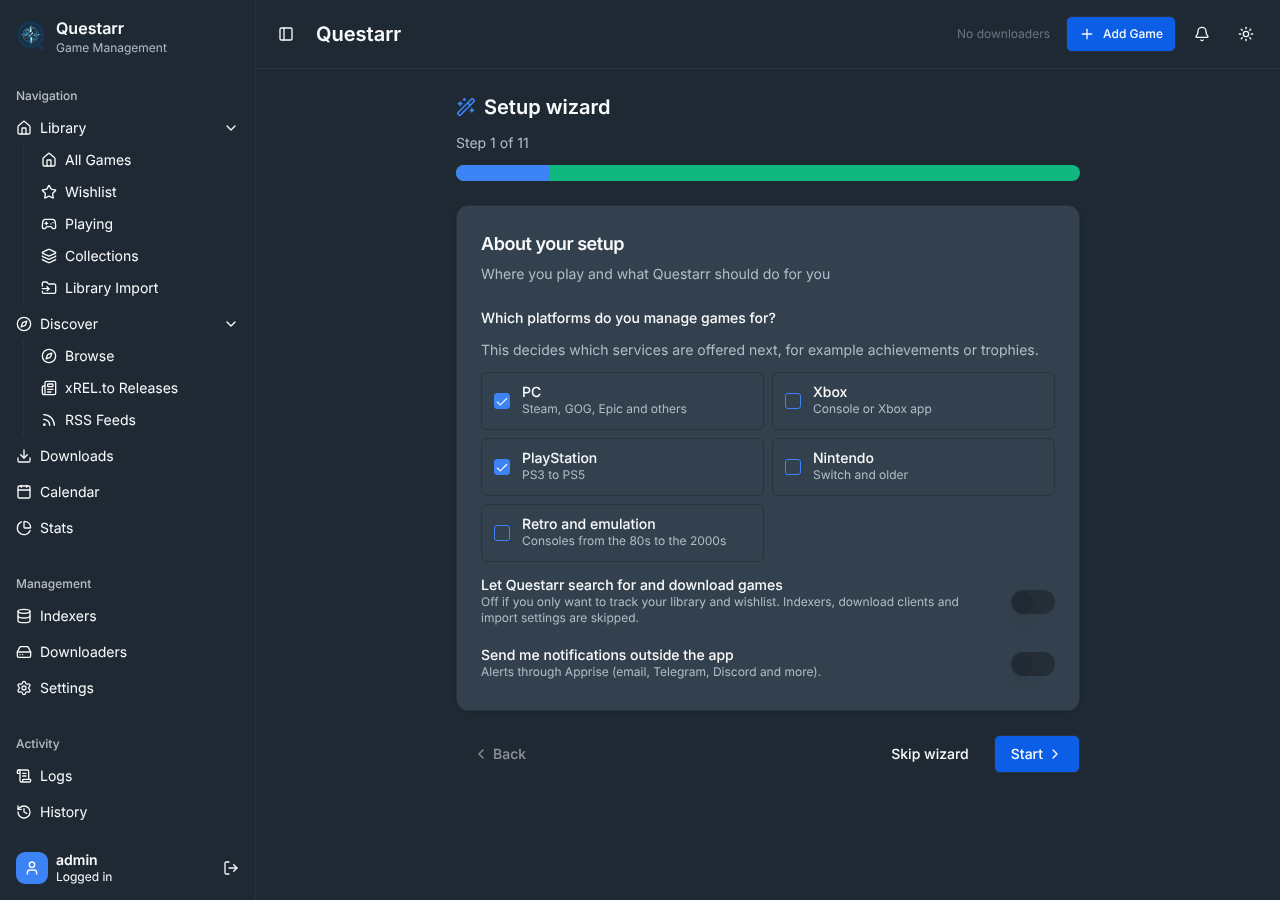 Questarr
Game Management
Navigation
Library
All Games
Wishlist
Playing
Collections
Library Import
Discover
Browse
xREL.to Releases
RSS Feeds
Downloads
Calendar
Stats
Management
Indexers
Downloaders
Settings
Activity
Logs
History
admin
Logged in
Questarr
No downloaders
Add Game
Setup wizard
Step 1 of 11
About your setup
Where you play and what Questarr should do for you
Which platforms do you manage games for?
This decides which services are offered next, for example achievements or trophies.
PC
Steam, GOG, Epic and others
Xbox
Console or Xbox app
PlayStation
PS3 to PS5
Nintendo
Switch and older
Retro and emulation
Consoles from the 80s to the 2000s
Let Questarr search for and download games
Off if you only want to track your library and wishlist. Indexers, download clients and
import settings are skipped.
Send me notifications outside the app
Alerts through Apprise (email, Telegram, Discord and more).
Back
Skip wizard
Start